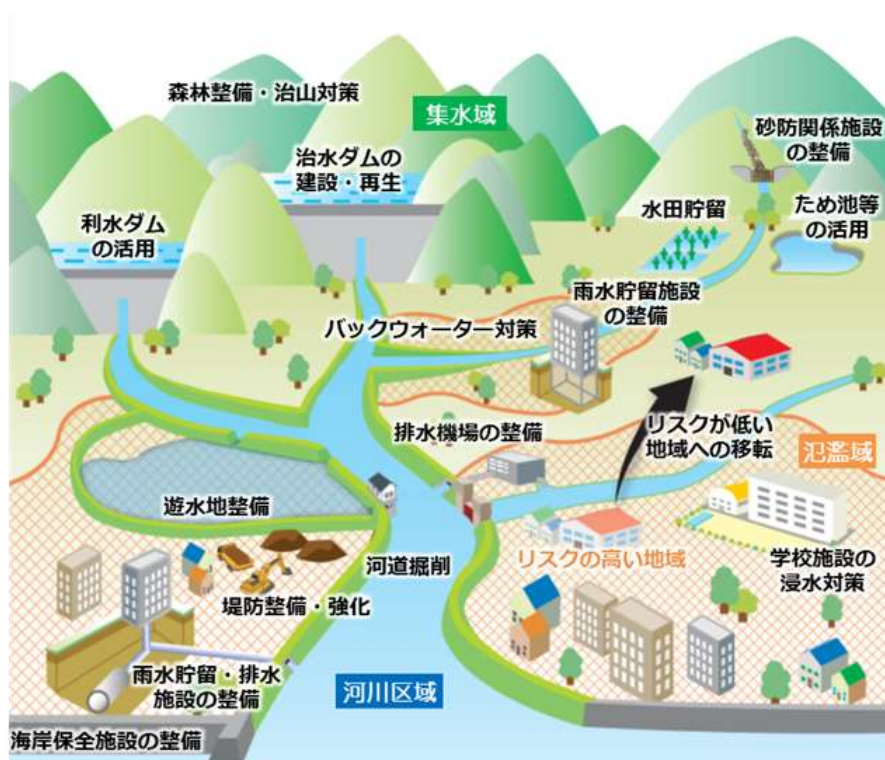 森林整備・治山対策
集水域
砂防関係施設
の整備
治水ダムの
建設・再生
水田貯留
ため池等
の活用
利水ダム
の活用
雨水貯留施設
の整備
バックウォーター対策
排水機場の整備
リスクが低い
地域への移転
氾濫域
遊水地整備
リスクの高い地域
学校施設の
浸水対策
河道掘削
堤防整備・強化
雨水貯留・排水
施設の整備
河川区域
海岸保全施設の整備